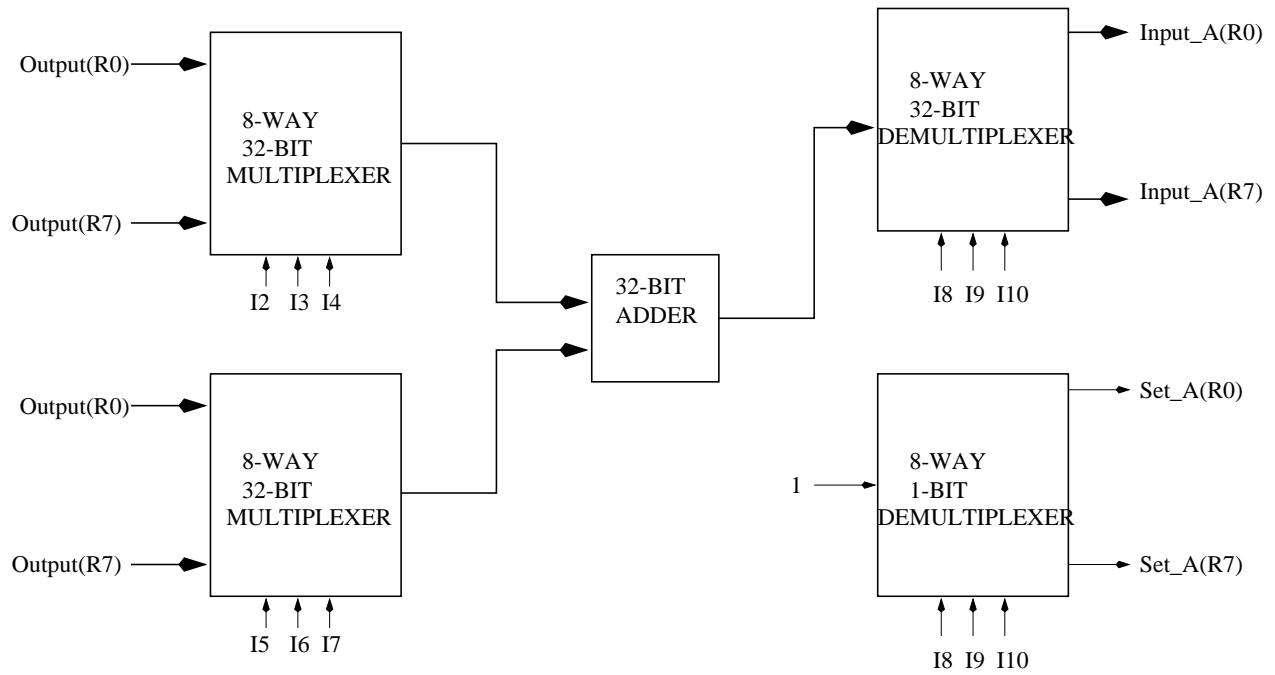 Output(R0)
8-WAY
32-BIT
MULTIPLEXER
Output(R7)
I2 I3 I4
Output(R0)
8-WAY
32-BIT
MULTIPLEXER
Output(R7)
I5 I6 I7
32-BIT
ADDER
8-WAY
32-BIT
DEMULTIPLEXER
Input_A(R0)
Input_A(R7)
I8 I9 I10
1
8-WAY
1-BIT
DEMULTIPLEXER
Set_A(R0)
Set_A(R7)
I8 I9 I10